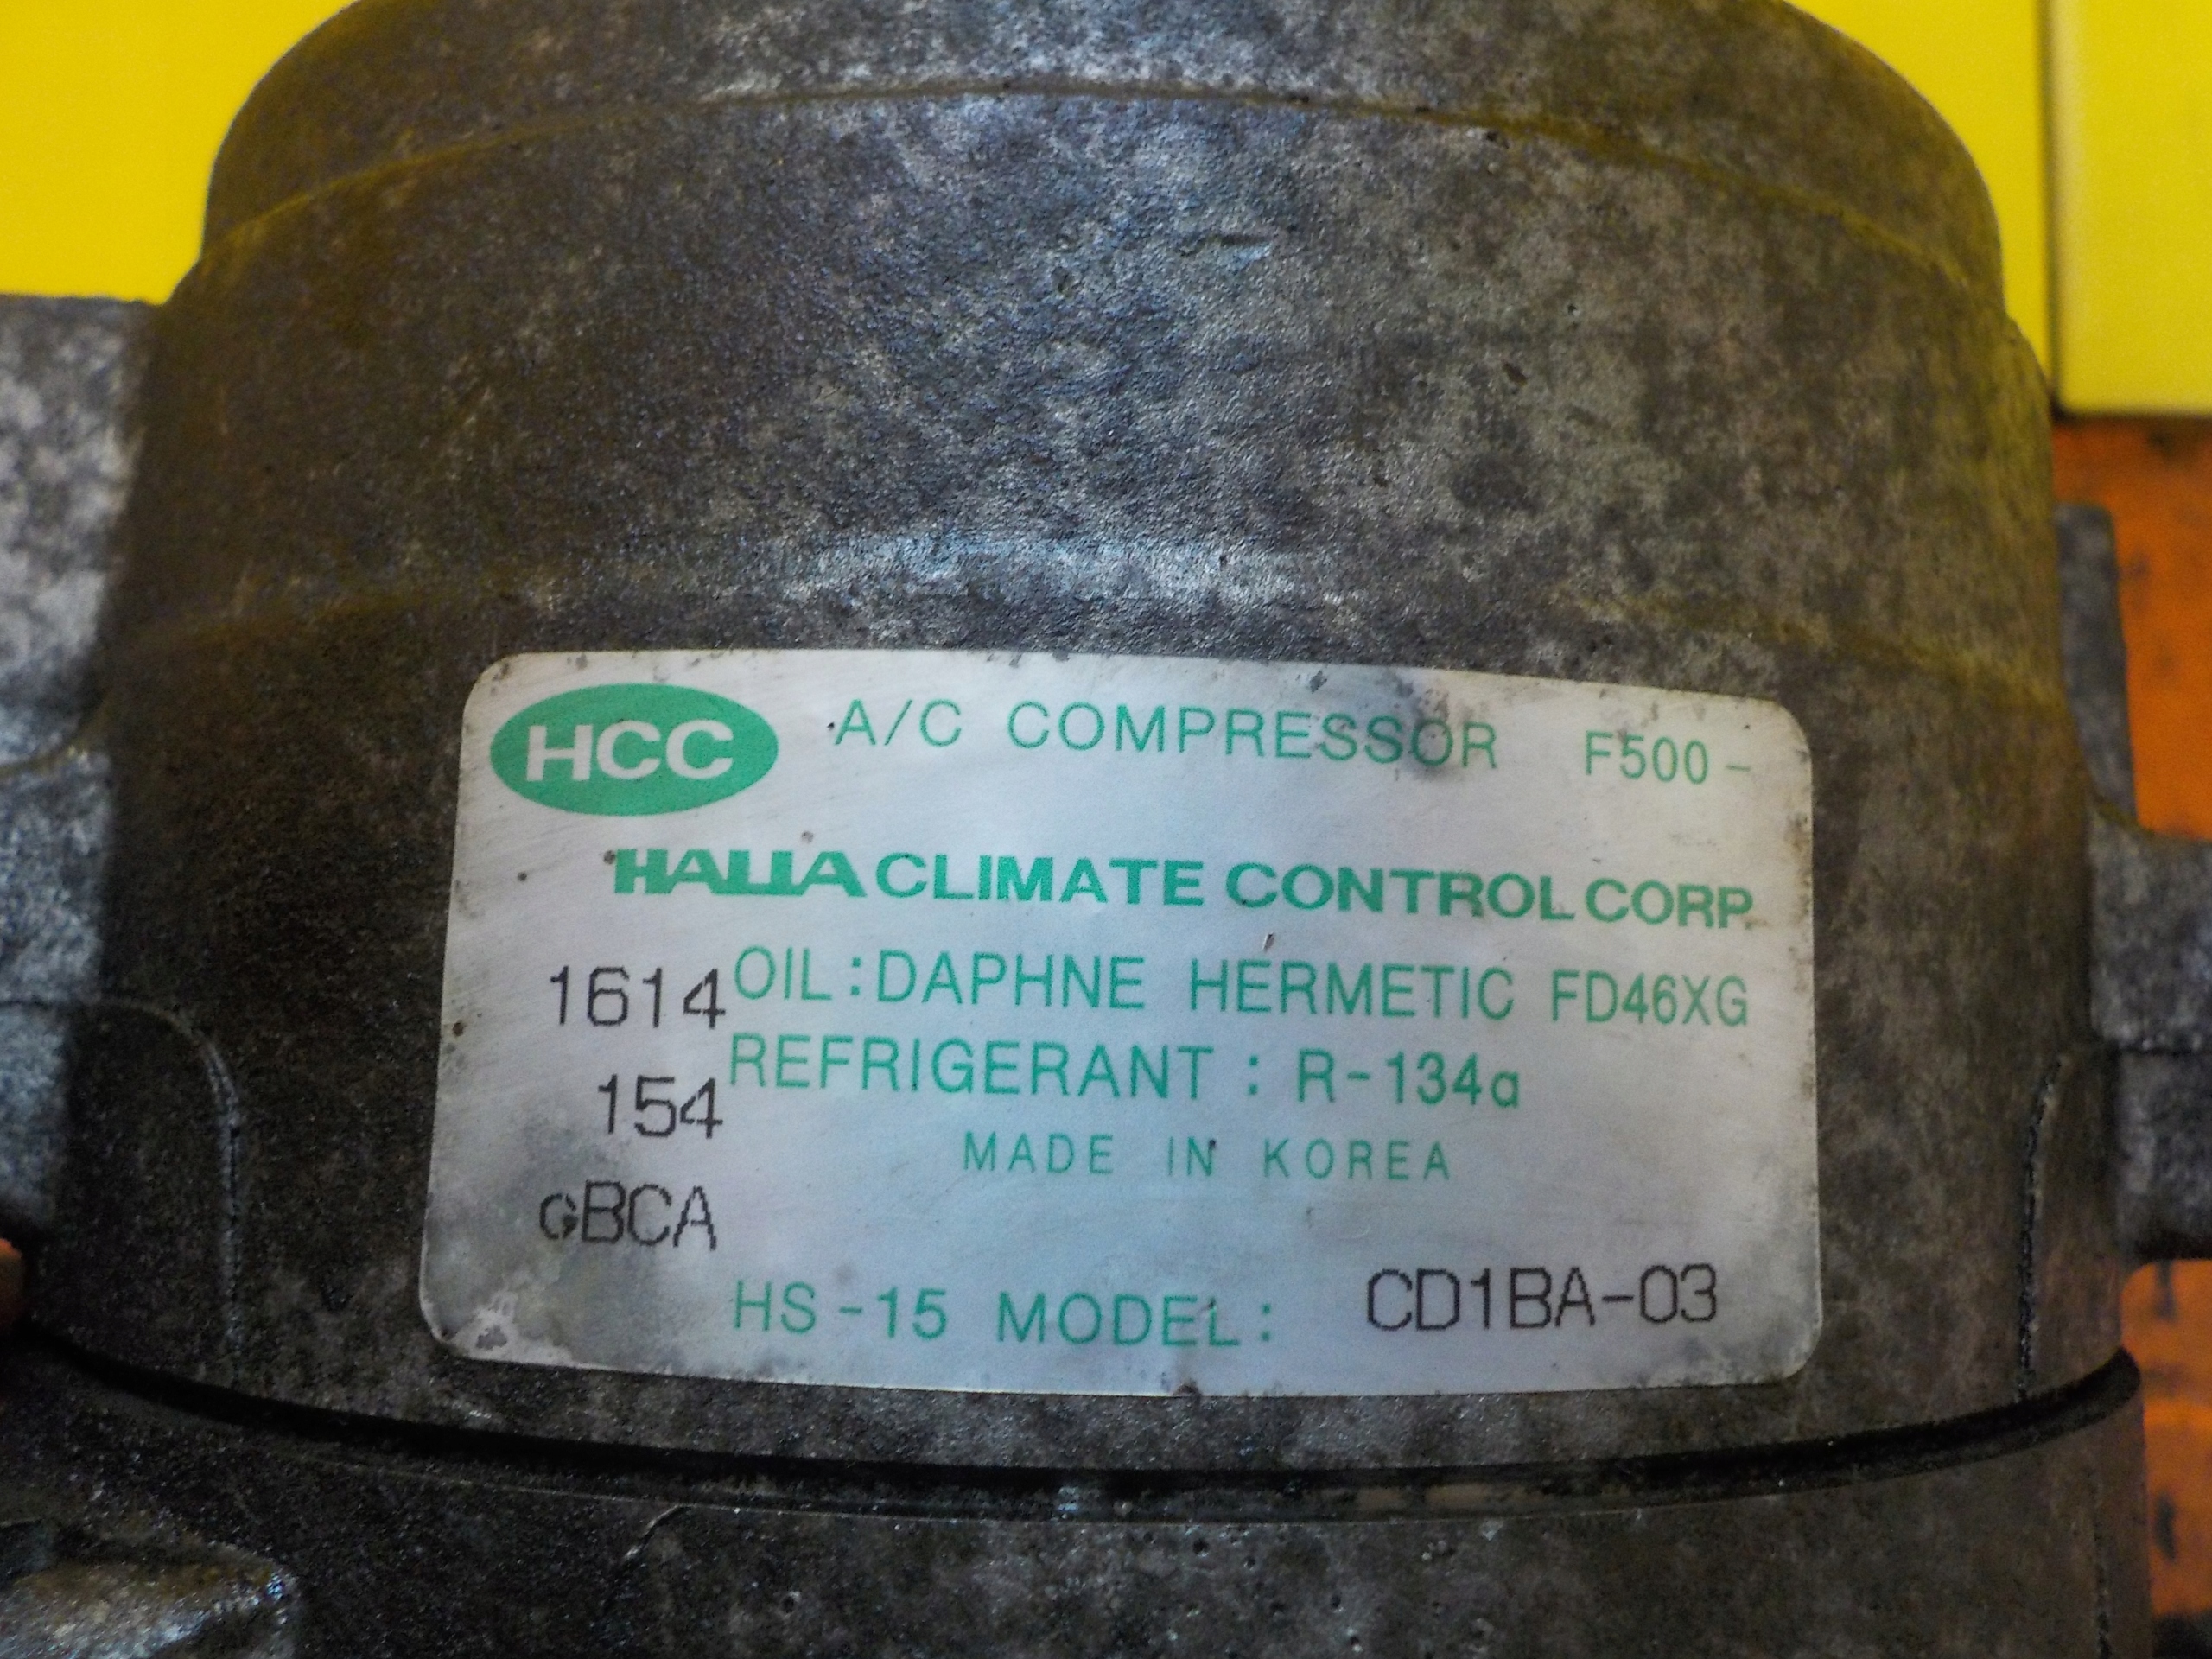 HCC A/C COMPRESSOR F500-
HALLA CLIMATE CONTROL CORP.
1614 OIL:DAPHNE HERMETIC FD46XG
154 REFRIGERANT : R-134a
MADE IN KOREA
GBCA
HS-15 MODEL: CD1BA-03